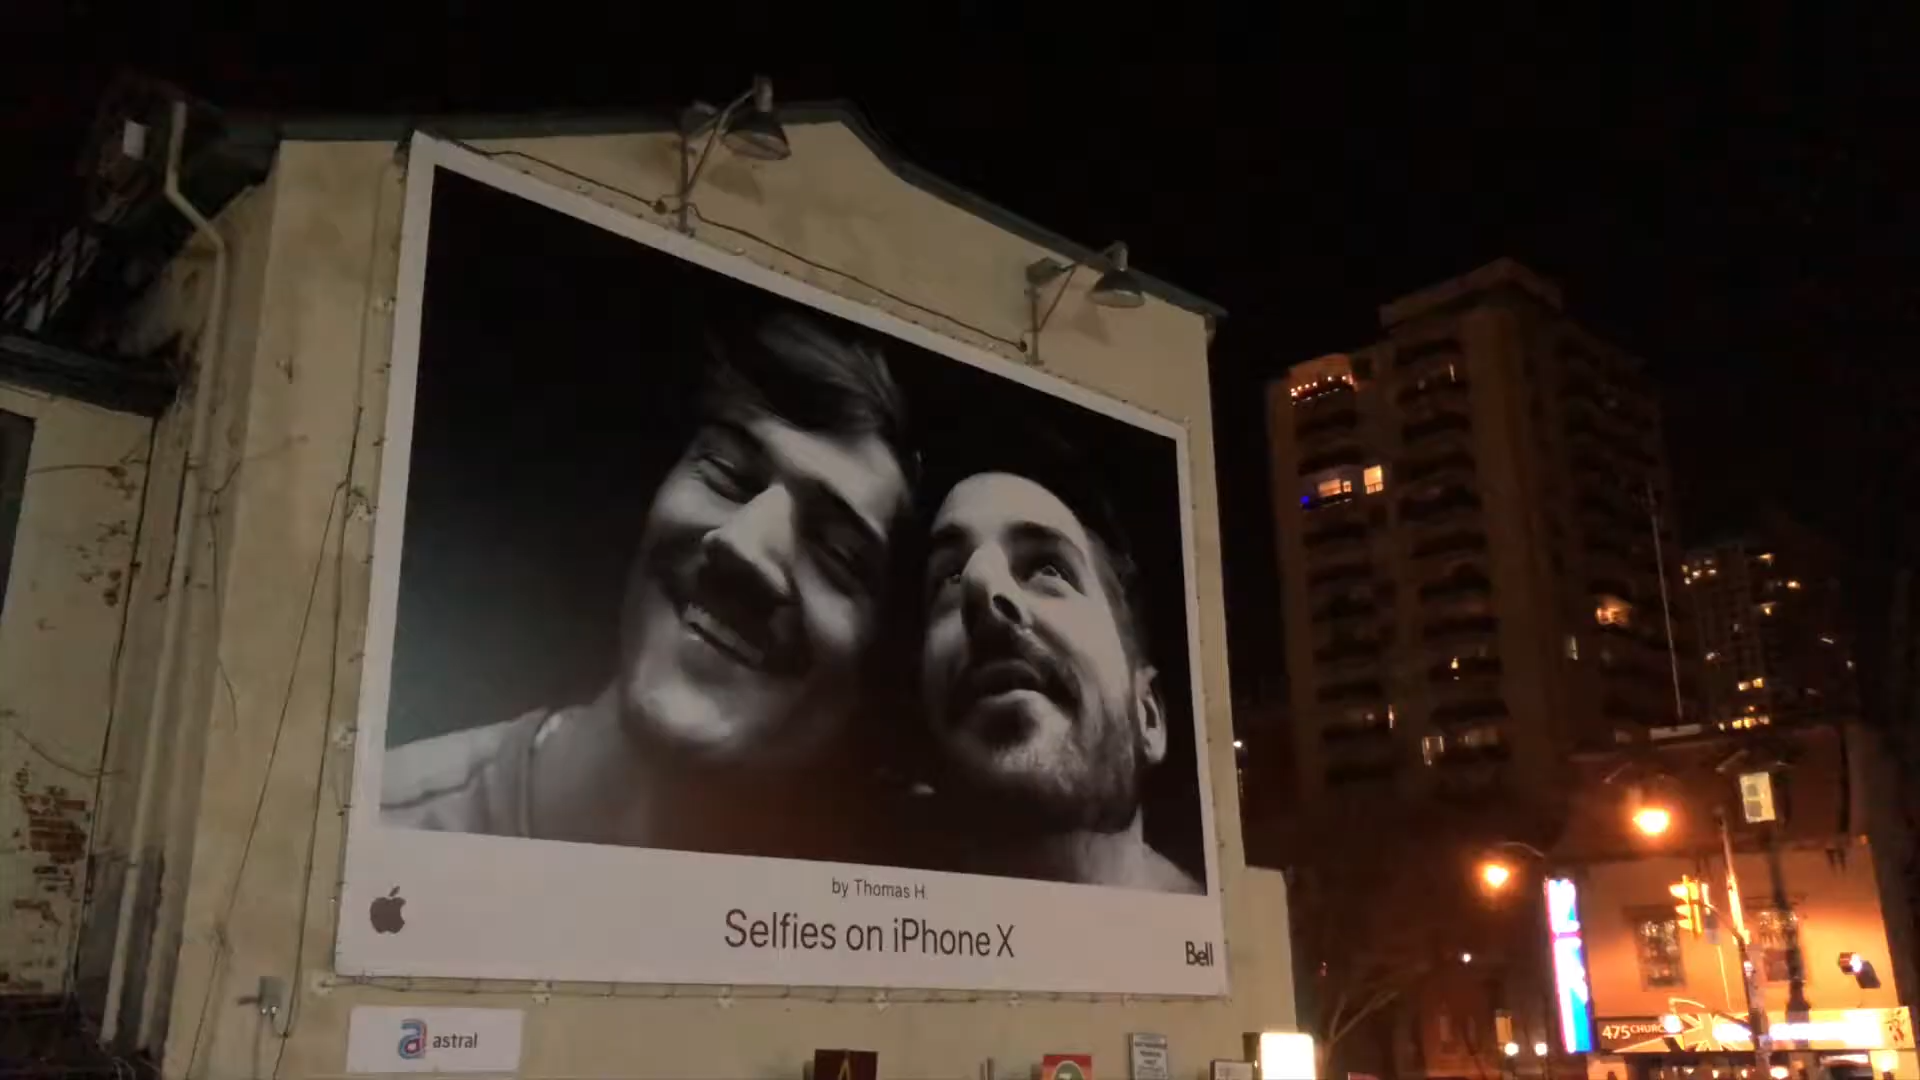 by Thomas H.
Selfies on iPhone X
Bell
astral
475 CHURCH